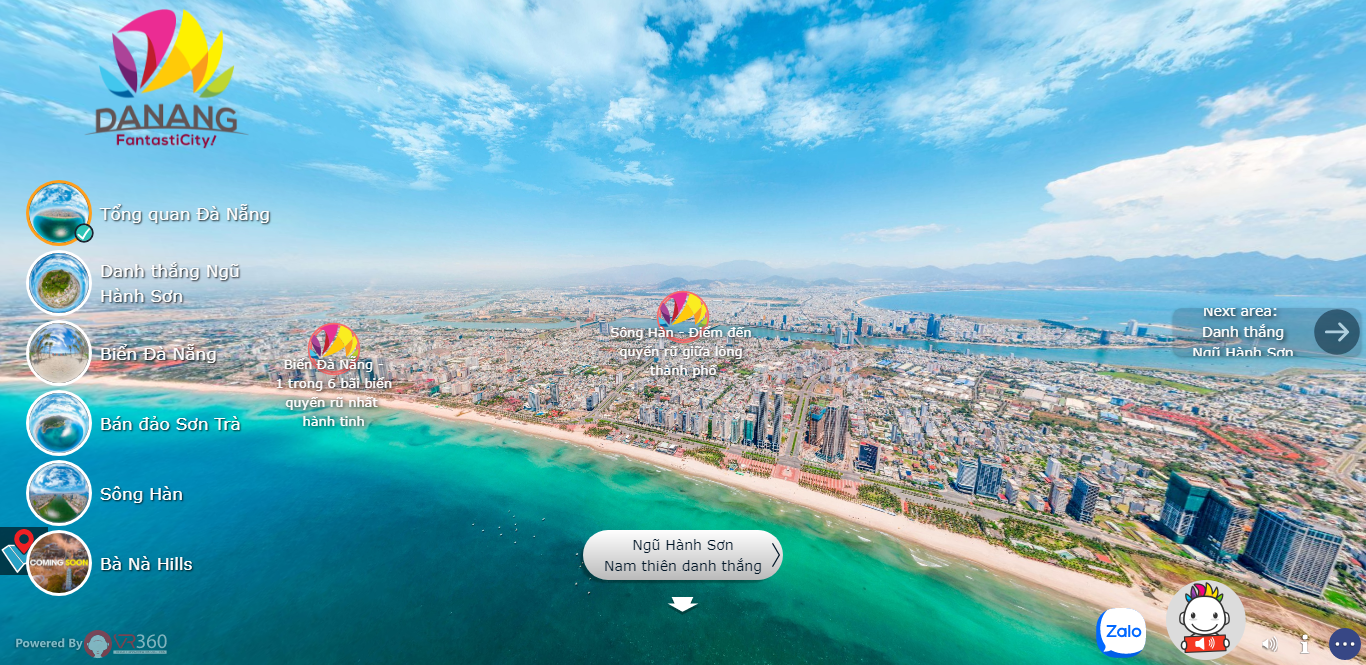 DANANG
FantastiCity!
Tổng quan Đà Nẵng
Danh thắng Ngũ
Hành Sơn
Biển Đà Nẵng
Bán đảo Sơn Trà
Sông Hàn
COMING SOON
Bà Nà Hills
Biển Đà Nẵng -
1 trong 6 bãi biển
quyến rũ nhất
hành tinh
Sông Hàn - Điểm đến
quyến rũ giữa lòng
thành phố
Next area:
Danh thắng
Ngũ Hành Sơn
Ngũ Hành Sơn
Nam thiên danh thắng
Zalo
Powered By VR360